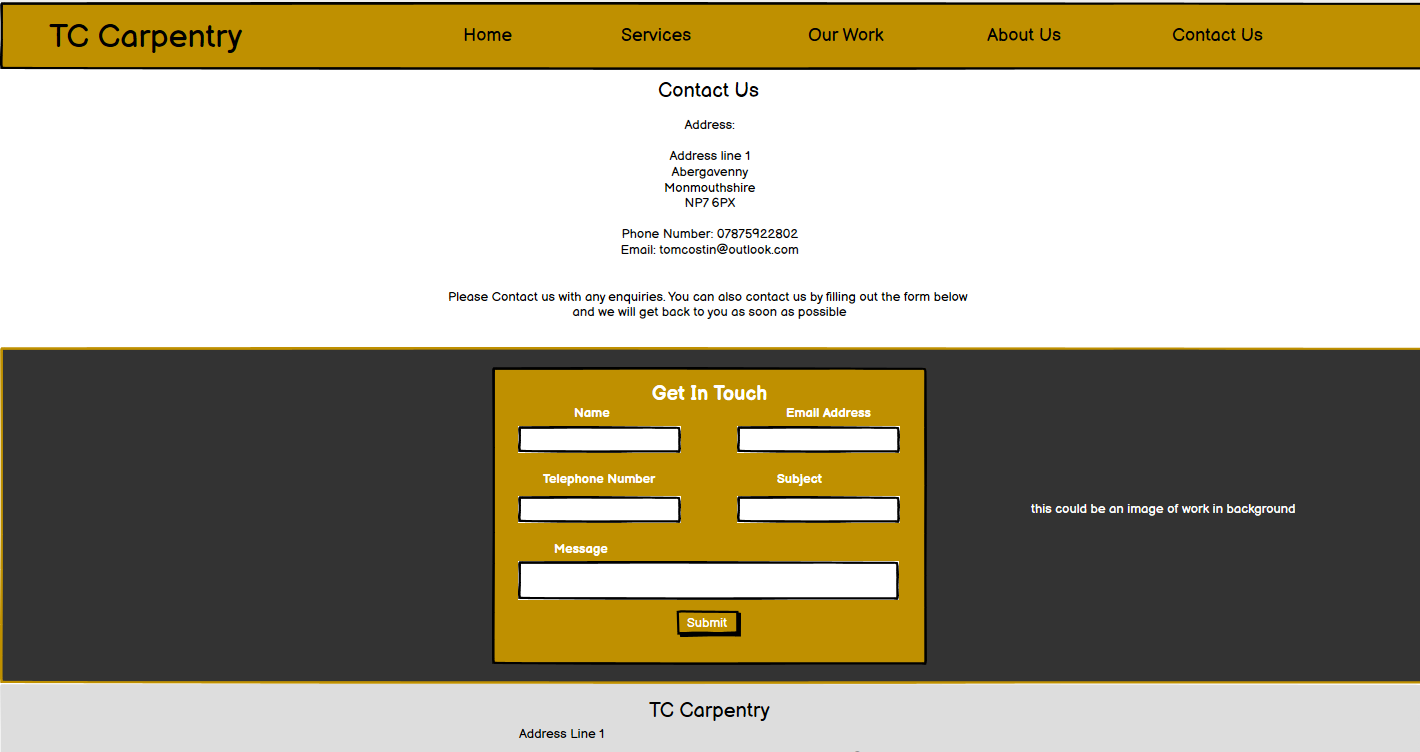 TC Carpentry Home Services Our Work About Us Contact Us
Contact Us
Address:
Address line 1
Abergavenny
Monmouthshire
NP7 6PX
Phone Number: 07875922802
Email: tomcostin@outlook.com
Please Contact us with any enquiries. You can also contact us by filling out the form below
and we will get back to you as soon as possible
Get In Touch
Name Email Address
Telephone Number Subject
this could be an image of work in background
Message
Submit
TC Carpentry
Address Line 1